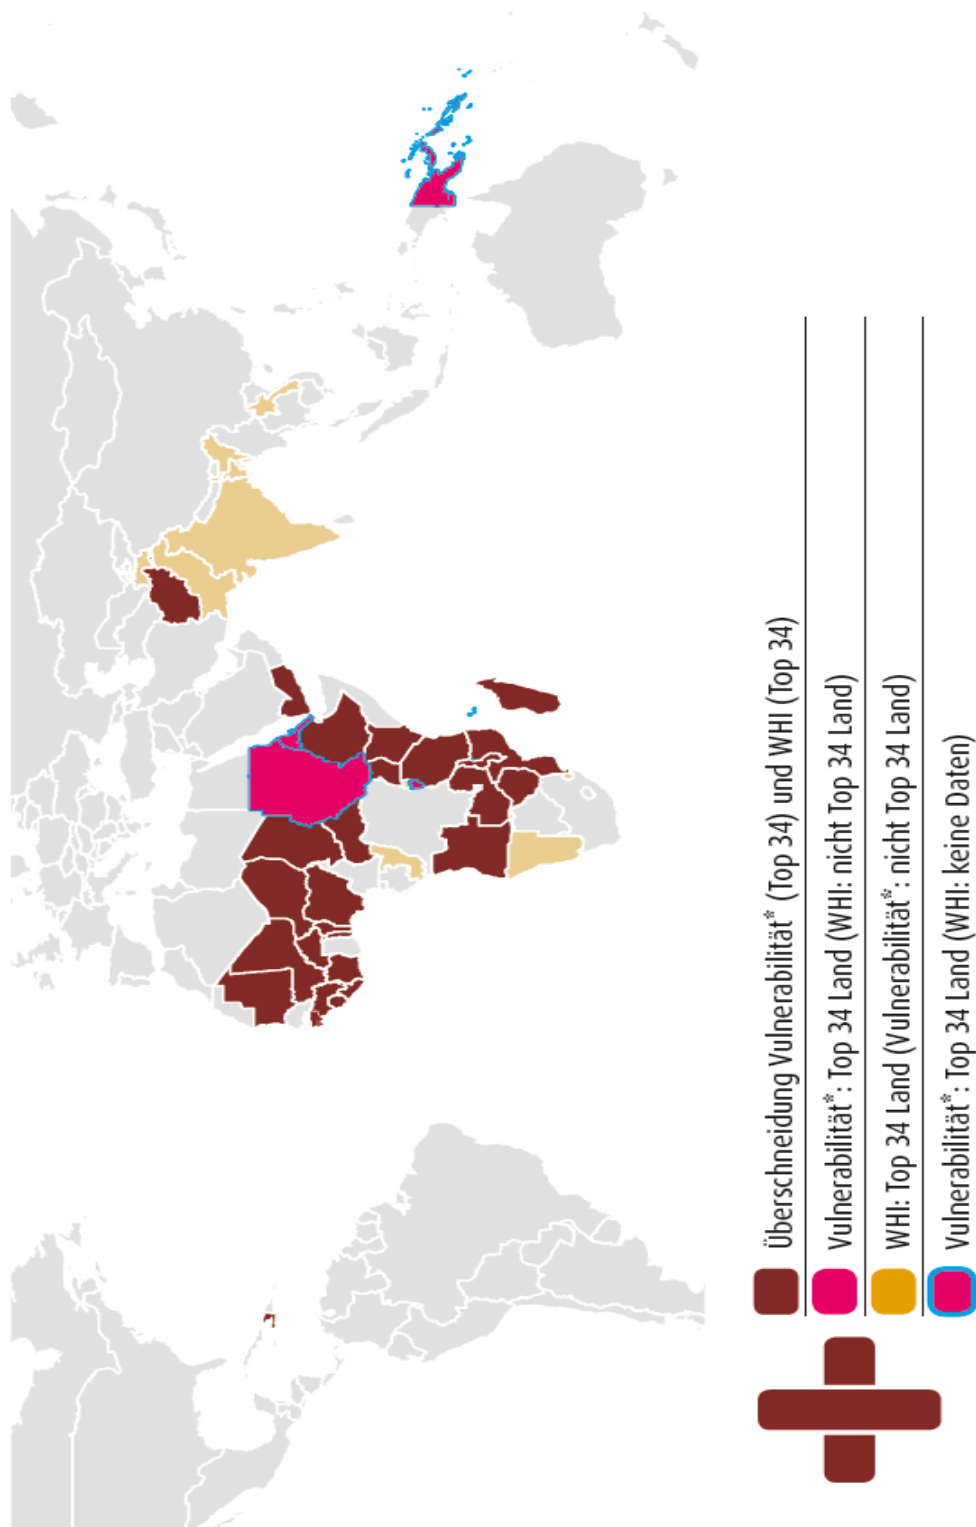 Überschneidung Vulnerabilität* (Top 34) und WHI (Top 34)
Vulnerabilität*: Top 34 Land (WHI: nicht Top 34 Land)
WHI: Top 34 Land (Vulnerabilität*: nicht Top 34 Land)
Vulnerabilität*: Top 34 Land (WHI: keine Daten)